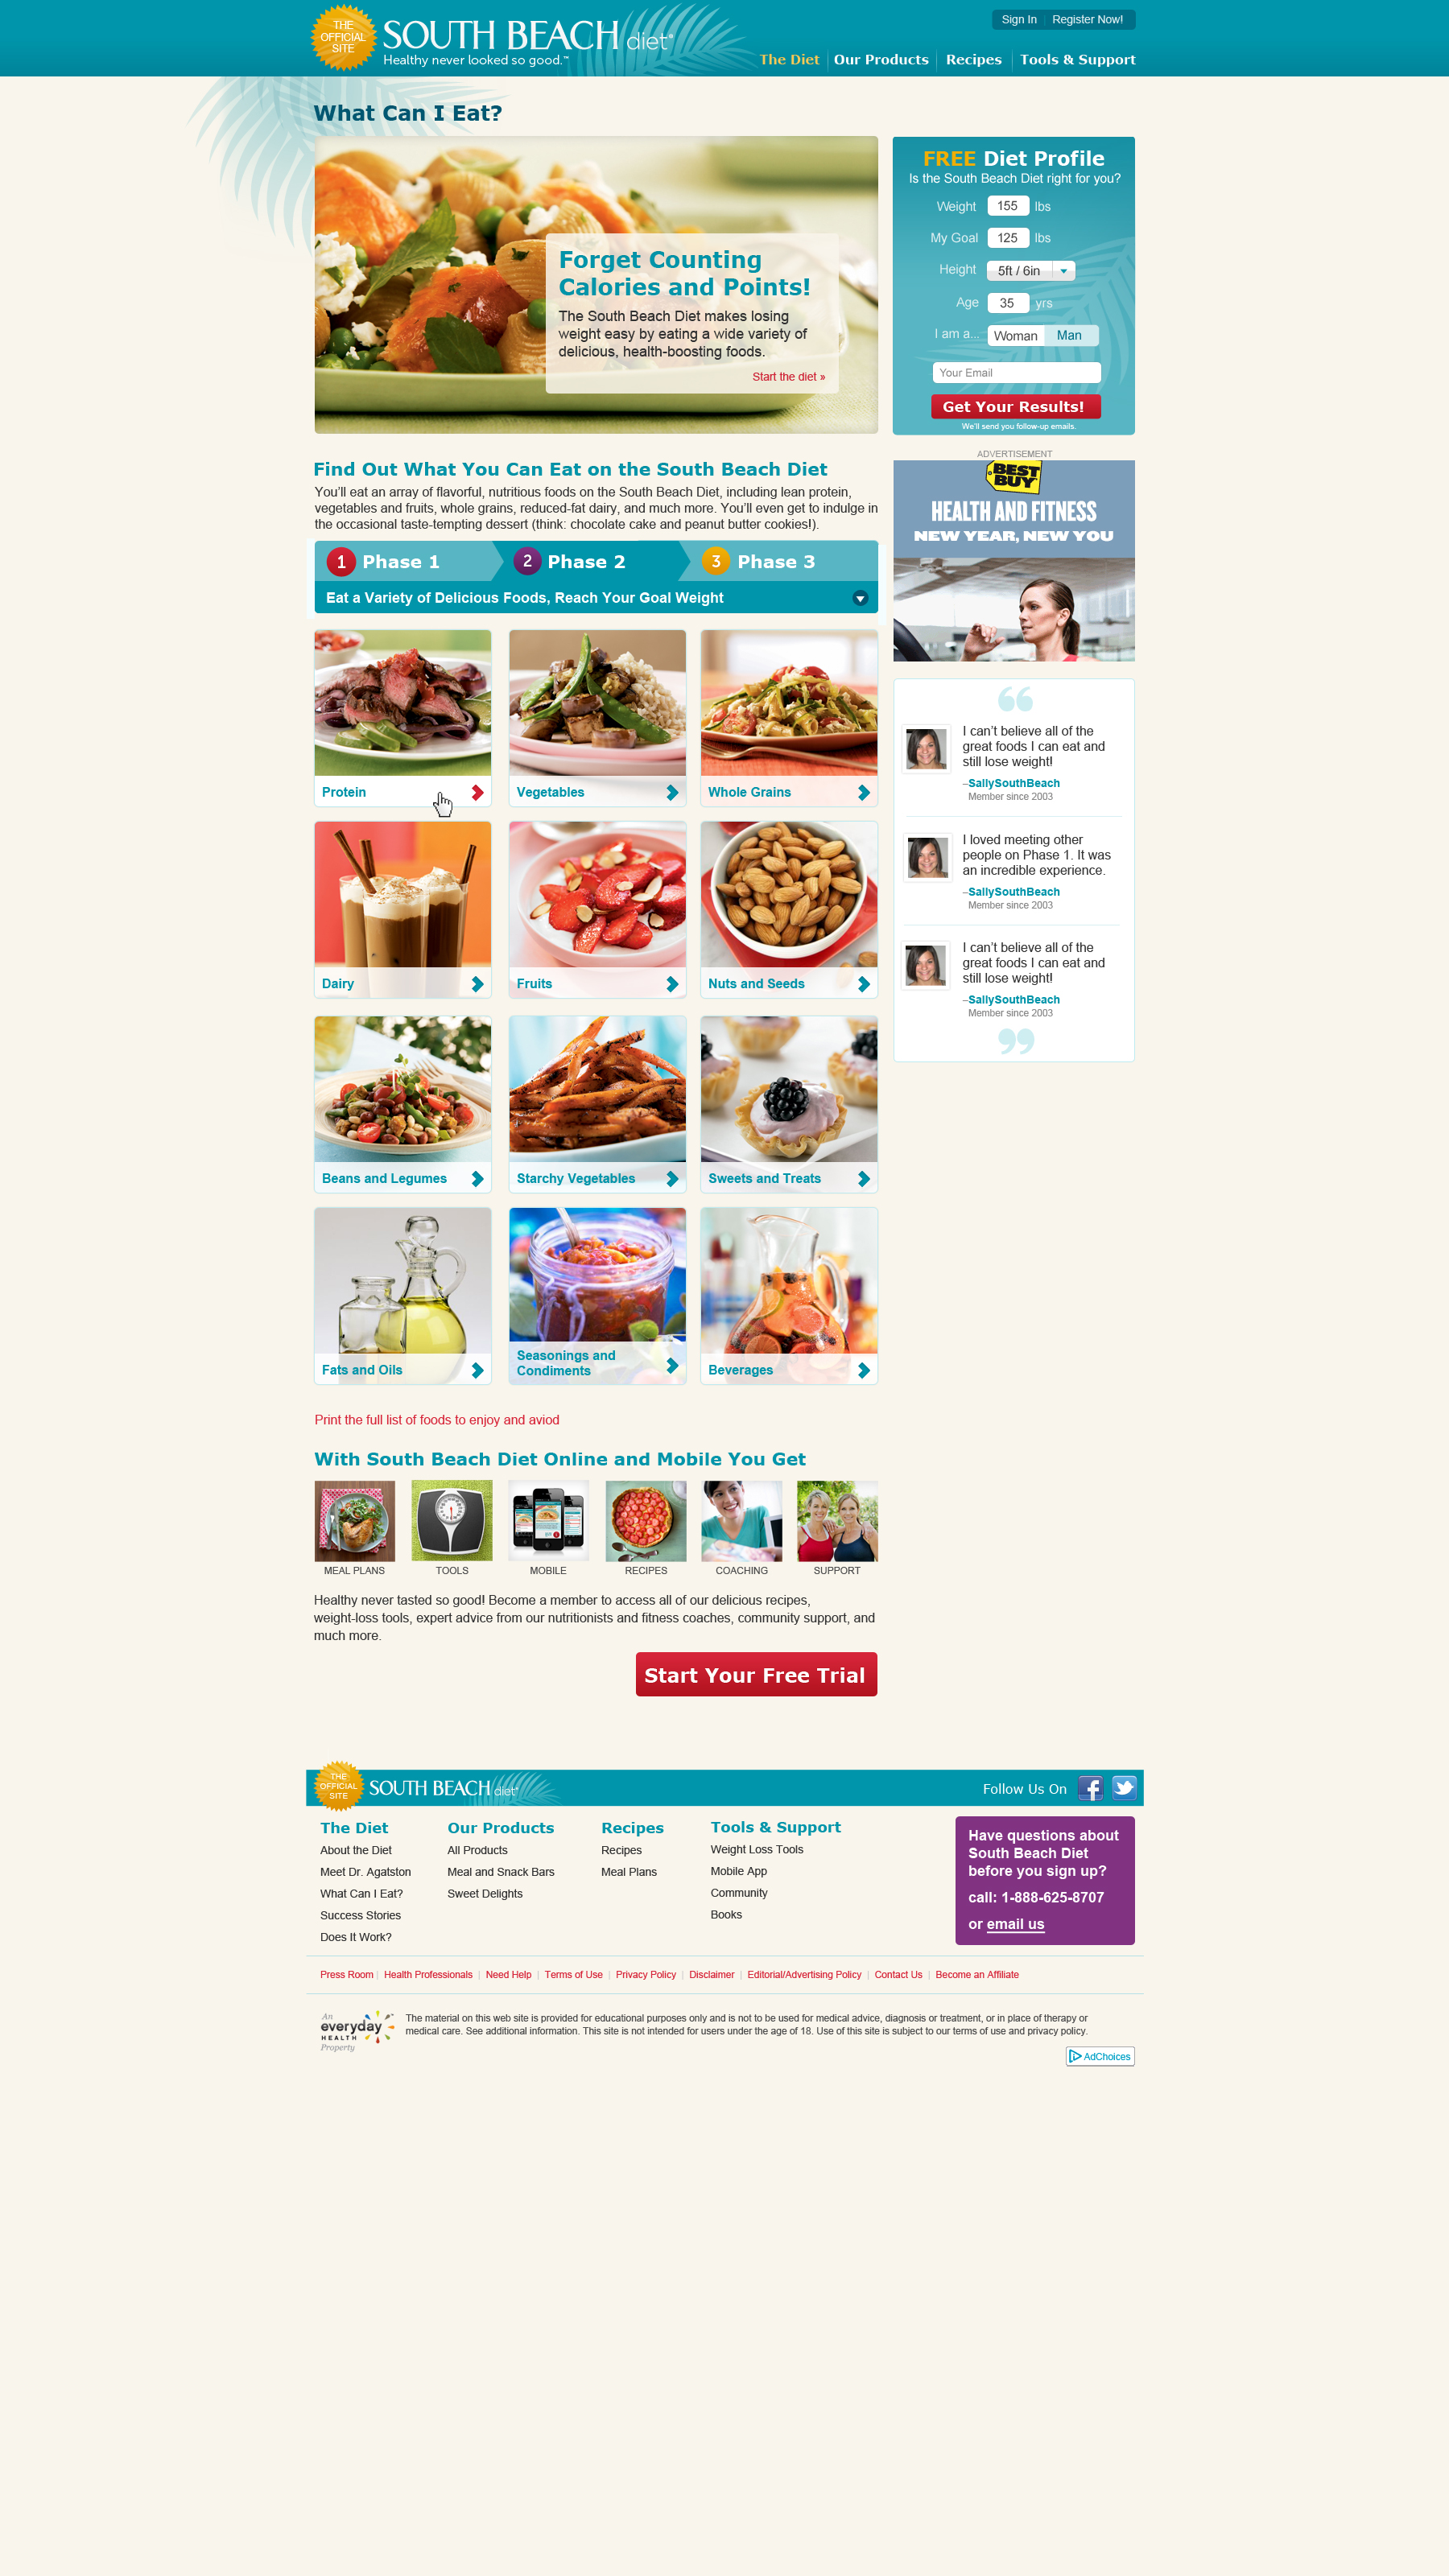 THE
OFFICIAL
SITE
SOUTH BEACH diet®
Healthy never looked so good.™
Sign In | Register Now!
The Diet | Our Products | Recipes | Tools & Support
What Can I Eat?
Forget Counting
Calories and Points!
The South Beach Diet makes losing
weight easy by eating a wide variety of
delicious, health-boosting foods.
Start the diet »
FREE Diet Profile
Is the South Beach Diet right for you?
Weight 155 lbs
My Goal 125 lbs
Height 5ft / 6in
Age 35 yrs
I am a... Woman Man
Your Email
Get Your Results!
We'll send you follow-up emails.
Find Out What You Can Eat on the South Beach Diet
You'll eat an array of flavorful, nutritious foods on the South Beach Diet, including lean protein,
vegetables and fruits, whole grains, reduced-fat dairy, and much more. You'll even get to indulge in
the occasional taste-tempting dessert (think: chocolate cake and peanut butter cookies!).
1 Phase 1 2 Phase 2 3 Phase 3
Eat a Variety of Delicious Foods, Reach Your Goal Weight
ADVERTISEMENT
BEST
BUY
HEALTH AND FITNESS
NEW YEAR, NEW YOU
Protein
Vegetables
Whole Grains
Dairy
Fruits
Nuts and Seeds
Beans and Legumes
Starchy Vegetables
Sweets and Treats
Fats and Oils
Seasonings and
Condiments
Beverages
“
I can't believe all of the
great foods I can eat and
still lose weight!
–SallySouthBeach
Member since 2003
I loved meeting other
people on Phase 1. It was
an incredible experience.
–SallySouthBeach
Member since 2003
I can't believe all of the
great foods I can eat and
still lose weight!
–SallySouthBeach
Member since 2003
”
Print the full list of foods to enjoy and aviod
With South Beach Diet Online and Mobile You Get
MEAL PLANS
TOOLS
MOBILE
RECIPES
COACHING
SUPPORT
Healthy never tasted so good! Become a member to access all of our delicious recipes,
weight-loss tools, expert advice from our nutritionists and fitness coaches, community support, and
much more.
Start Your Free Trial
THE
OFFICIAL
SITE
SOUTH BEACH diet®
Follow Us On
The Diet
About the Diet
Meet Dr. Agatston
What Can I Eat?
Success Stories
Does It Work?
Our Products
All Products
Meal and Snack Bars
Sweet Delights
Recipes
Recipes
Meal Plans
Tools & Support
Weight Loss Tools
Mobile App
Community
Books
Have questions about
South Beach Diet
before you sign up?
call: 1-888-625-8707
or email us
Press Room | Health Professionals | Need Help | Terms of Use | Privacy Policy | Disclaimer | Editorial/Advertising Policy | Contact Us | Become an Affiliate
An
everyday
HEALTH
Property
The material on this web site is provided for educational purposes only and is not to be used for medical advice, diagnosis or treatment, or in place of therapy or
medical care. See additional information. This site is not intended for users under the age of 18. Use of this site is subject to our terms of use and privacy policy.
AdChoices